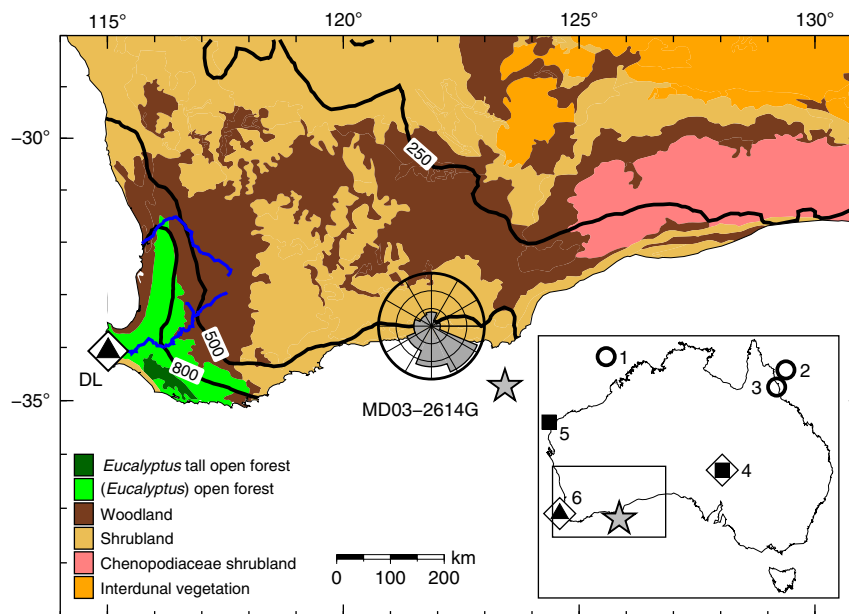 115° 120° 125° 130°
−30°
−35°
250
500
800
DL
MD03−2614G
Eucalyptus tall open forest
(Eucalyptus) open forest
Woodland
Shrubland
Chenopodiaceae shrubland
Interdunal vegetation
km
0 100 200
1
2
3
4
5
6